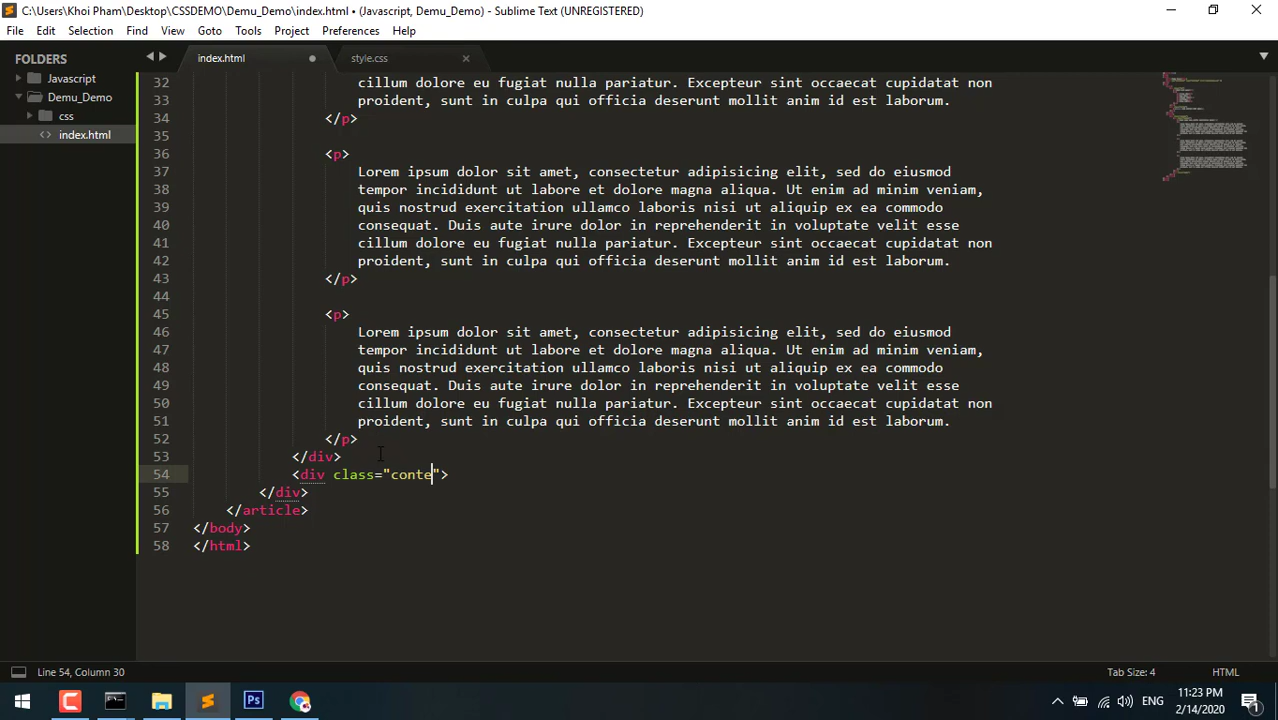 C:\Users\Khoi Pham\Desktop\CSSDEMO\Demu_Demo\index.html • (Javascript, Demu_Demo) - Sublime Text (UNREGISTERED)
File Edit Selection Find View Goto Tools Project Preferences Help
FOLDERS
Javascript
Demu_Demo
css
index.html
index.html style.css
32 cillum dolore eu fugiat nulla pariatur. Excepteur sint occaecat cupidatat non
33 proident, sunt in culpa qui officia deserunt mollit anim id est laborum.
34 </p>
35
36 <p>
37 Lorem ipsum dolor sit amet, consectetur adipisicing elit, sed do eiusmod
38 tempor incididunt ut labore et dolore magna aliqua. Ut enim ad minim veniam,
39 quis nostrud exercitation ullamco laboris nisi ut aliquip ex ea commodo
40 consequat. Duis aute irure dolor in reprehenderit in voluptate velit esse
41 cillum dolore eu fugiat nulla pariatur. Excepteur sint occaecat cupidatat non
42 proident, sunt in culpa qui officia deserunt mollit anim id est laborum.
43 </p>
44
45 <p>
46 Lorem ipsum dolor sit amet, consectetur adipisicing elit, sed do eiusmod
47 tempor incididunt ut labore et dolore magna aliqua. Ut enim ad minim veniam,
48 quis nostrud exercitation ullamco laboris nisi ut aliquip ex ea commodo
49 consequat. Duis aute irure dolor in reprehenderit in voluptate velit esse
50 cillum dolore eu fugiat nulla pariatur. Excepteur sint occaecat cupidatat non
51 proident, sunt in culpa qui officia deserunt mollit anim id est laborum.
52 </p>
53 </div>
54 <div class="conte">
55 </div>
56 </article>
57 </body>
58 </html>
Line 54, Column 30 Tab Size: 4 HTML
Ps ENG 11:23 PM
2/14/2020